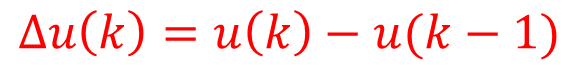 Δu(k) = u(k) − u(k − 1)